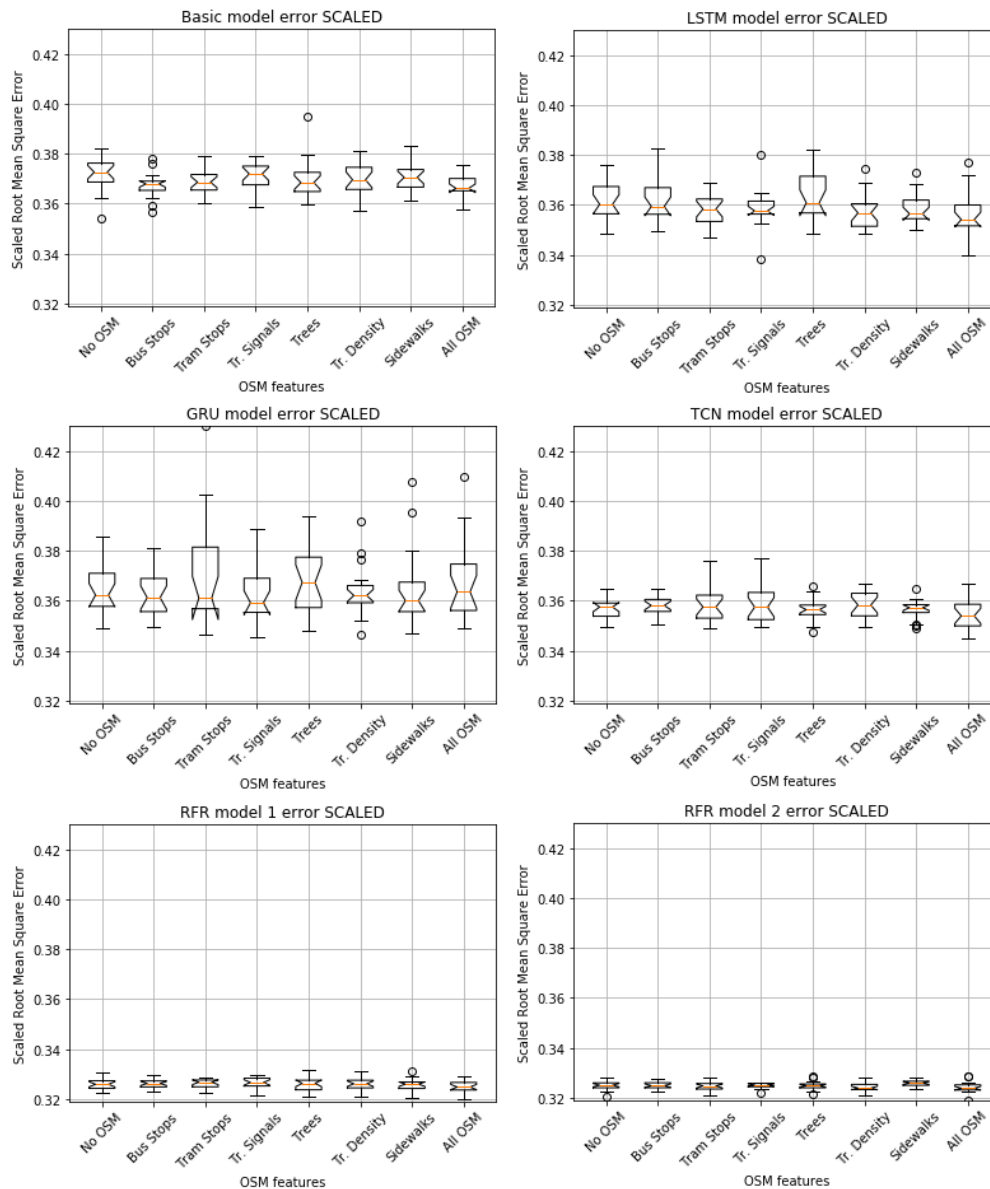 Basic model error SCALED
Scaled Root Mean Square Error
0.42
0.40
0.38
0.36
0.34
0.32
No OSM
Bus Stops
Tram Stops
Tr. Signals
Trees
Tr. Density
Sidewalks
All OSM
OSM features
LSTM model error SCALED
Scaled Root Mean Square Error
0.42
0.40
0.38
0.36
0.34
0.32
No OSM
Bus Stops
Tram Stops
Tr. Signals
Trees
Tr. Density
Sidewalks
All OSM
OSM features
GRU model error SCALED
Scaled Root Mean Square Error
0.42
0.40
0.38
0.36
0.34
0.32
No OSM
Bus Stops
Tram Stops
Tr. Signals
Trees
Tr. Density
Sidewalks
All OSM
OSM features
TCN model error SCALED
Scaled Root Mean Square Error
0.42
0.40
0.38
0.36
0.34
0.32
No OSM
Bus Stops
Tram Stops
Tr. Signals
Trees
Tr. Density
Sidewalks
All OSM
OSM features
RFR model 1 error SCALED
Scaled Root Mean Square Error
0.42
0.40
0.38
0.36
0.34
0.32
No OSM
Bus Stops
Tram Stops
Tr. Signals
Trees
Tr. Density
Sidewalks
All OSM
OSM features
RFR model 2 error SCALED
Scaled Root Mean Square Error
0.42
0.40
0.38
0.36
0.34
0.32
No OSM
Bus Stops
Tram Stops
Tr. Signals
Trees
Tr. Density
Sidewalks
All OSM
OSM features